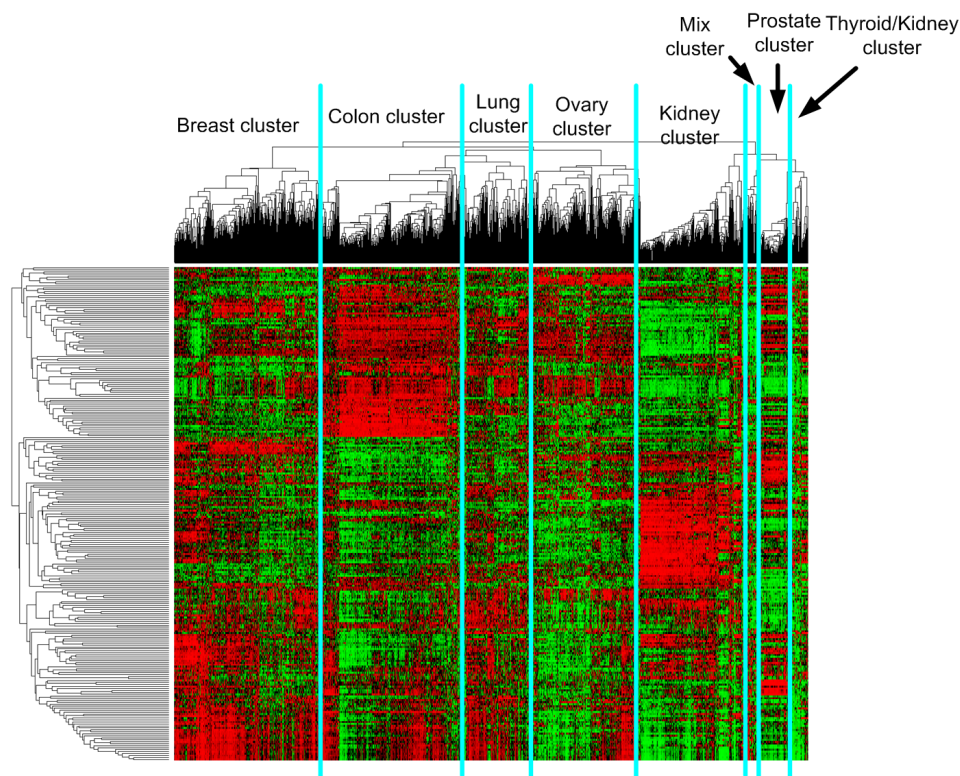 Mix
cluster
Prostate
cluster
Thyroid/Kidney
cluster
Breast cluster
Colon cluster
Lung
cluster
Ovary
cluster
Kidney
cluster